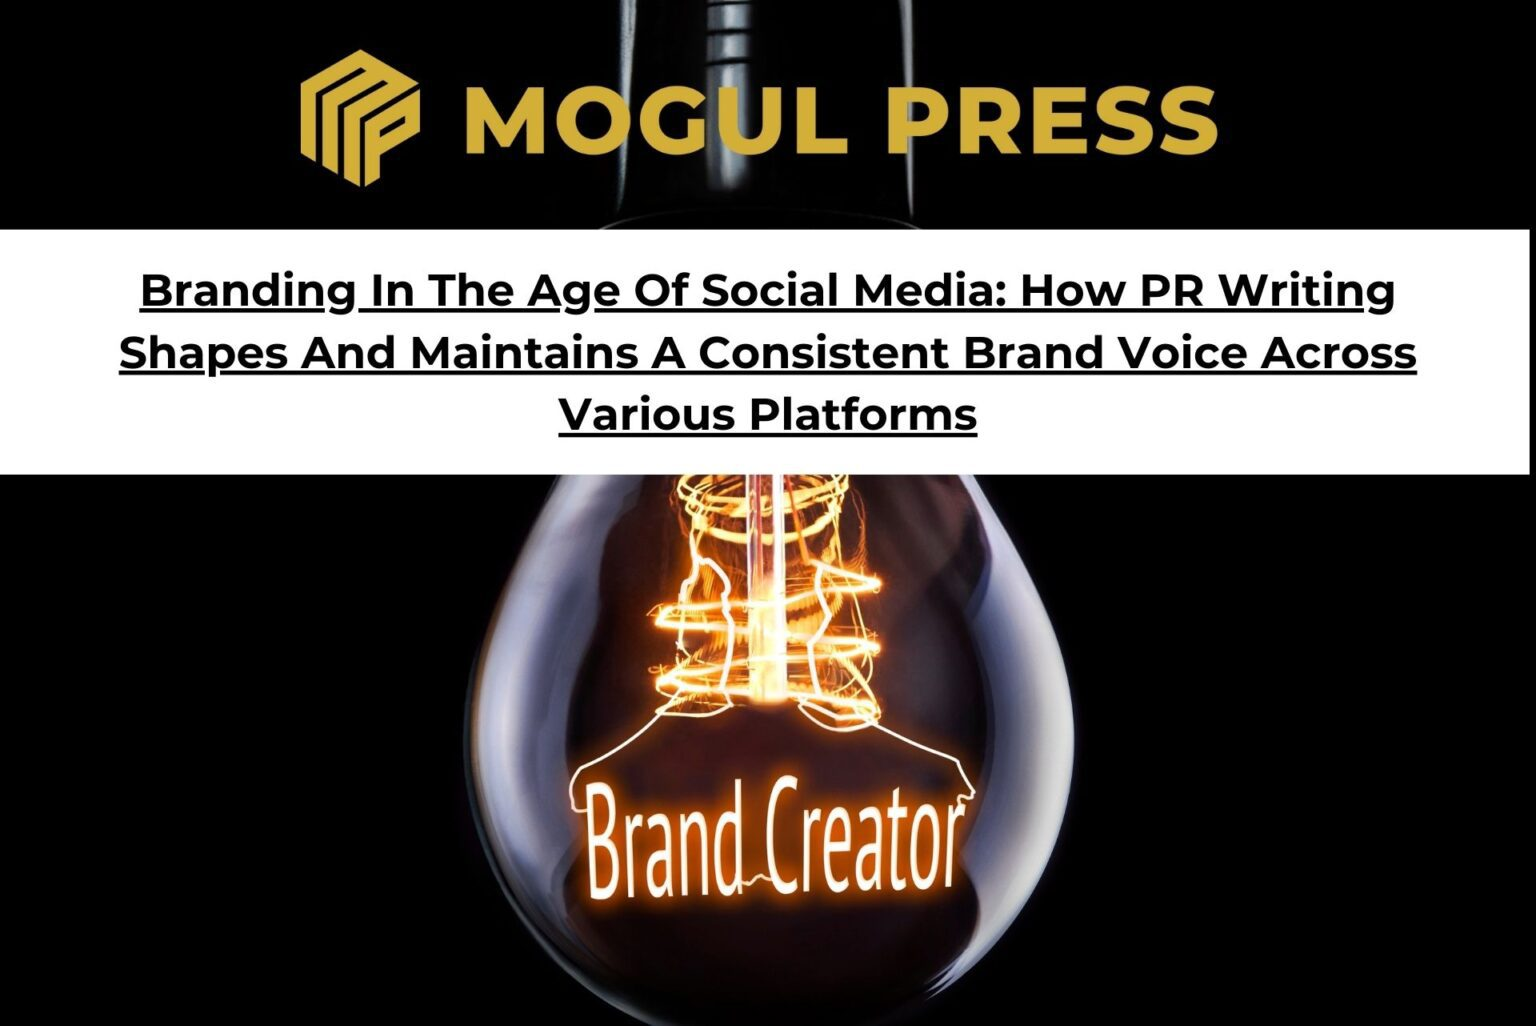 MOGUL PRESS
Branding In The Age Of Social Media: How PR Writing
Shapes And Maintains A Consistent Brand Voice Across
Various Platforms
Brand Creator